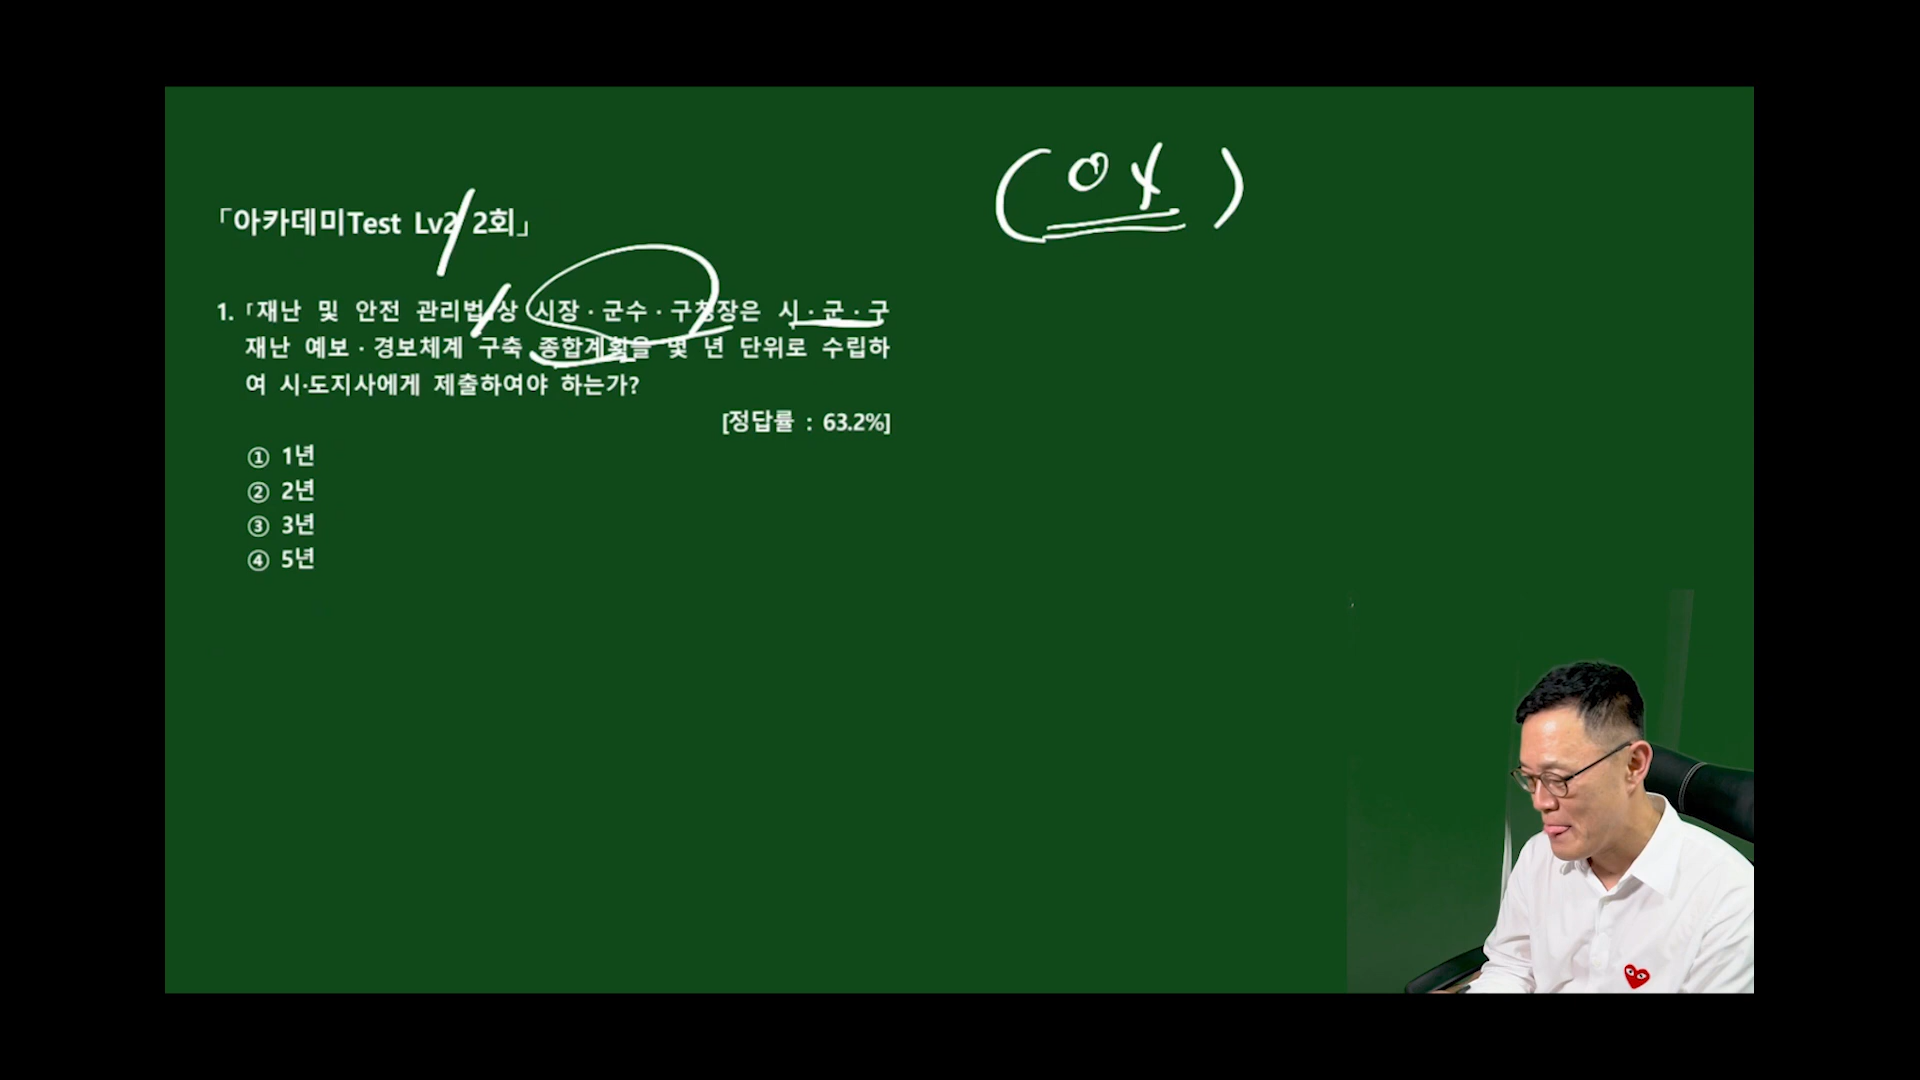 「아카데미Test Lv2 2회」
(OX)
1. 「재난 및 안전 관리법」상 시장·군수·구청장은 시·군·구
재난 예보·경보체계 구축 종합계획을 몇 년 단위로 수립하
여 시·도지사에게 제출하여야 하는가?
[정답률 : 63.2%]
① 1년
② 2년
③ 3년
④ 5년